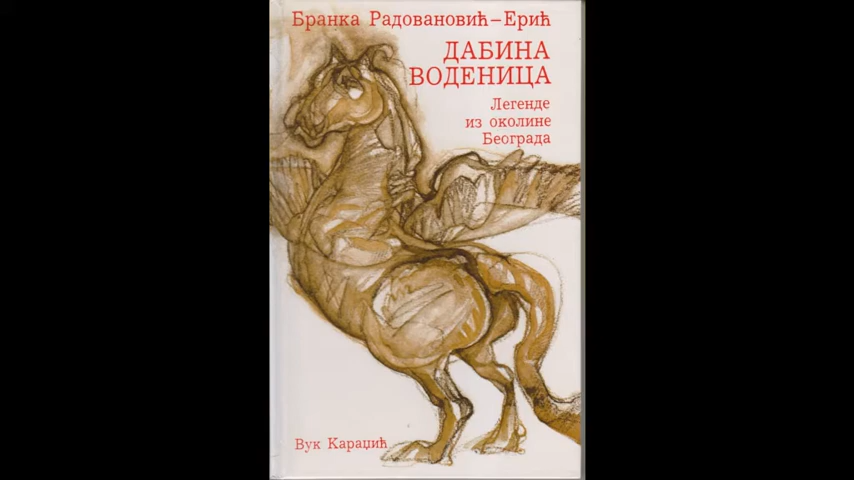 Бранка Радовановић–Ерић
ДАБИНА
ВОДЕНИЦА
Легенде
из околине
Београда
Вук Караџић